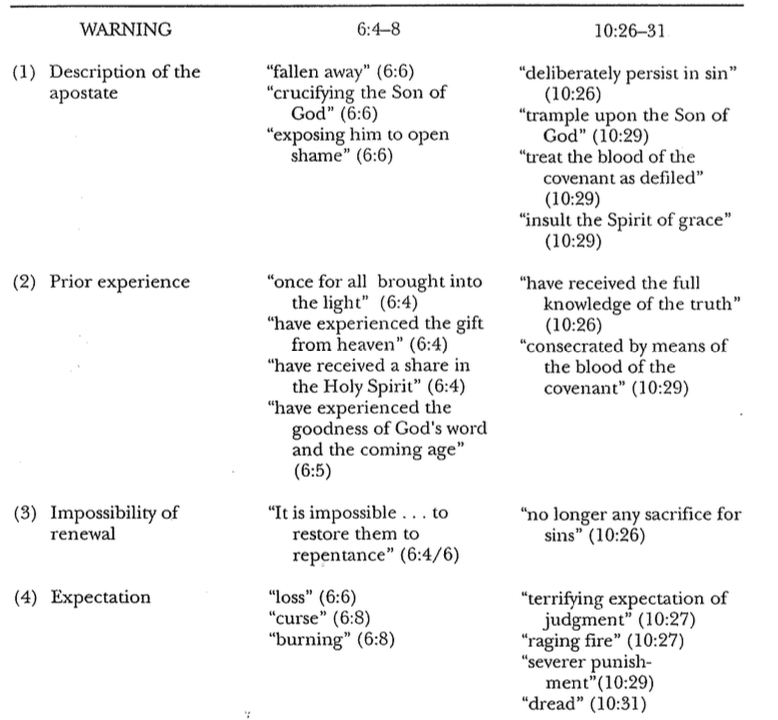 WARNING 6:4–8 10:26–31
(1) Description of the apostate
“fallen away” (6:6)
“crucifying the Son of
God” (6:6)
“exposing him to open
shame” (6:6)
“deliberately persist in sin”
(10:26)
“trample upon the Son of
God” (10:29)
“treat the blood of the
covenant as defiled”
(10:29)
“insult the Spirit of grace”
(10:29)
(2) Prior experience
“once for all brought into
the light” (6:4)
“have experienced the gift
from heaven” (6:4)
“have received a share in
the Holy Spirit” (6:4)
“have experienced the
goodness of God's word
and the coming age”
(6:5)
“have received the full
knowledge of the truth”
(10:26)
“consecrated by means of
the blood of the
covenant” (10:29)
(3) Impossibility of
renewal
“It is impossible . . . to
restore them to
repentance” (6:4/6)
“no longer any sacrifice for
sins” (10:26)
(4) Expectation
“loss” (6:6)
“curse” (6:8)
“burning” (6:8)
“terrifying expectation of
judgment” (10:27)
“raging fire” (10:27)
“severer punish-
ment”(10:29)
“dread” (10:31)